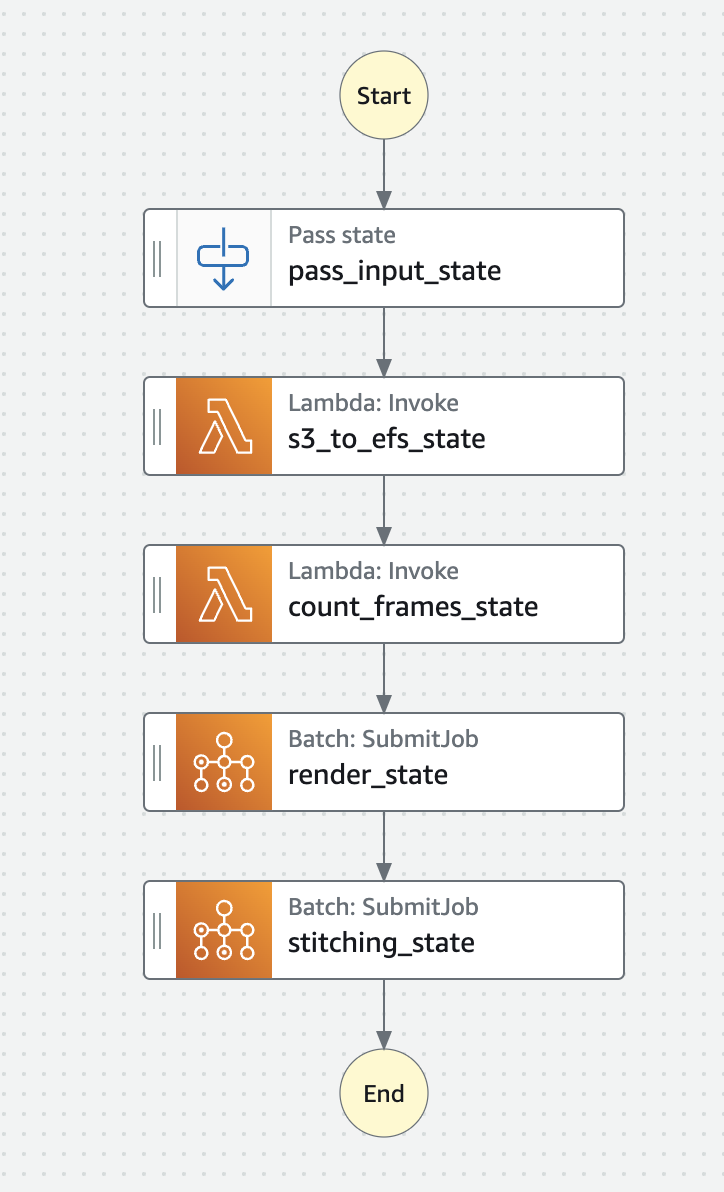 Start
Pass state
pass_input_state
Lambda: Invoke
s3_to_efs_state
Lambda: Invoke
count_frames_state
Batch: SubmitJob
render_state
Batch: SubmitJob
stitching_state
End